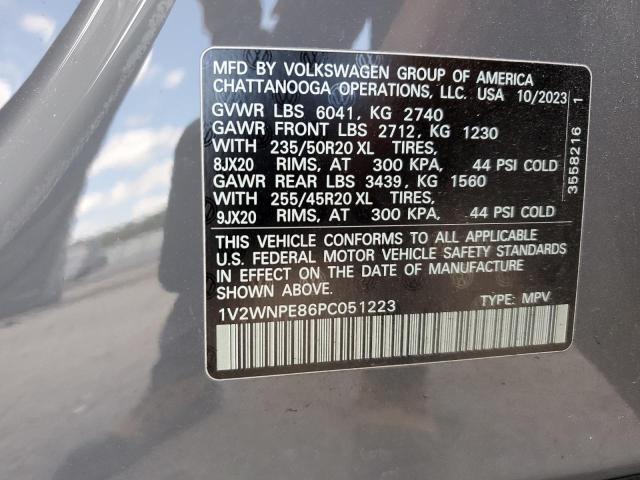 MFD BY VOLKSWAGEN GROUP OF AMERICA
CHATTANOOGA OPERATIONS, LLC. USA 10/2023
GVWR LBS 6041, KG 2740
GAWR FRONT LBS 2712, KG 1230
WITH 235/50R20 XL TIRES,
8JX20 RIMS, AT 300 KPA, 44 PSI COLD
GAWR REAR LBS 3439, KG 1560
WITH 255/45R20 XL TIRES,
9JX20 RIMS, AT 300 KPA, 44 PSI COLD
THIS VEHICLE CONFORMS TO ALL APPLICABLE
U.S. FEDERAL MOTOR VEHICLE SAFETY STANDARDS
IN EFFECT ON THE DATE OF MANUFACTURE
SHOWN ABOVE.
1V2WNPE86PC051223 TYPE: MPV
3558216 1